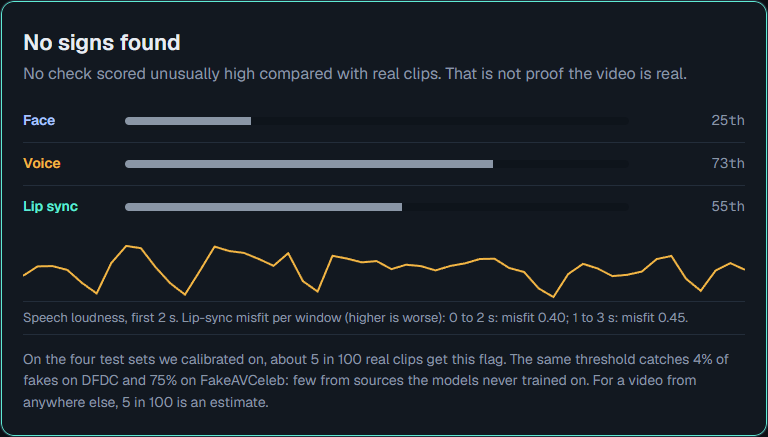 No signs found
No check scored unusually high compared with real clips. That is not proof the video is real.
Face 25th
Voice 73th
Lip sync 55th
Speech loudness, first 2 s. Lip-sync misfit per window (higher is worse): 0 to 2 s: misfit 0.40; 1 to 3 s: misfit 0.45.
On the four test sets we calibrated on, about 5 in 100 real clips get this flag. The same threshold catches 4% of
fakes on DFDC and 75% on FakeAVCeleb: few from sources the models never trained on. For a video from
anywhere else, 5 in 100 is an estimate.